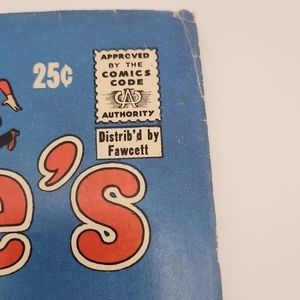 25¢
APPROVED
BY THE
COMICS
CODE
CA
AUTHORITY
Distrib'd by
Fawcett
e's